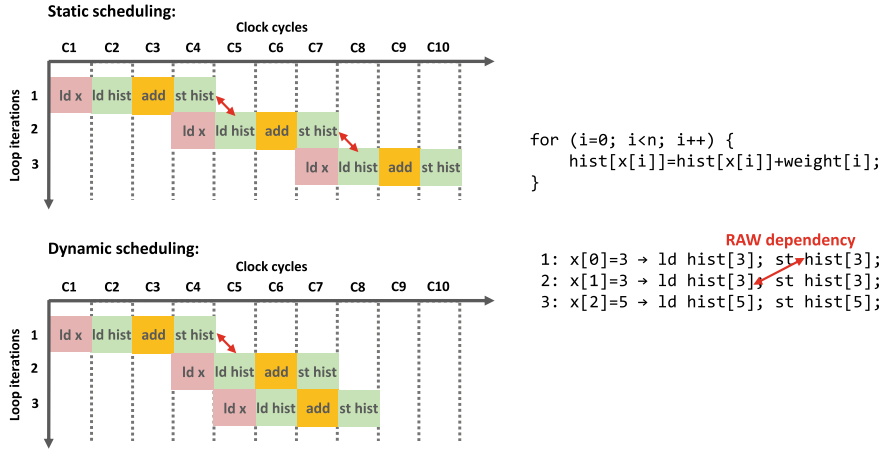 Static scheduling:
Clock cycles
C1 C2 C3 C4 C5 C6 C7 C8 C9 C10
Loop iterations
1 ld x ld hist add st hist
2 ld x ld hist add st hist
3 ld x ld hist add st hist
Dynamic scheduling:
Clock cycles
C1 C2 C3 C4 C5 C6 C7 C8 C9 C10
Loop iterations
1 ld x ld hist add st hist
2 ld x ld hist add st hist
3 ld x ld hist add st hist
for (i=0; i<n; i++) {
hist[x[i]]=hist[x[i]]+weight[i];
}
RAW dependency
1: x[0]=3 → ld hist[3]; st hist[3];
2: x[1]=3 → ld hist[3]; st hist[3];
3: x[2]=5 → ld hist[5]; st hist[5];